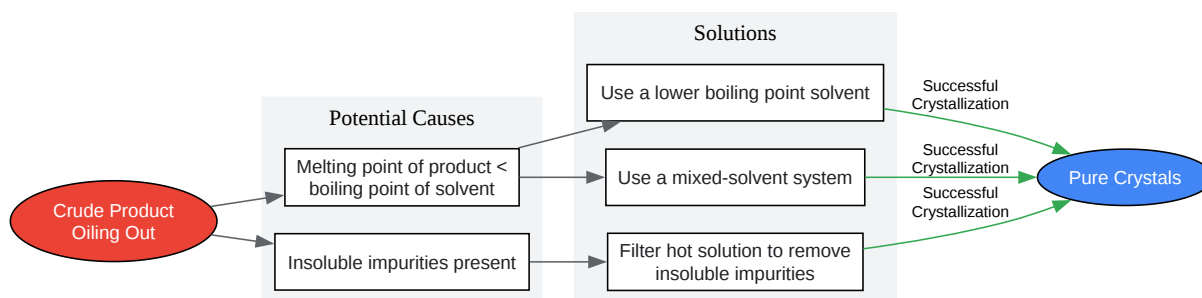 Solutions
Use a lower boiling point solvent
Successful
Crystallization
Potential Causes
Melting point of product <
boiling point of solvent
Use a mixed-solvent system
Successful
Crystallization
Pure Crystals
Crude Product
Oiling Out
Successful
Crystallization
Insoluble impurities present
Filter hot solution to remove
insoluble impurities